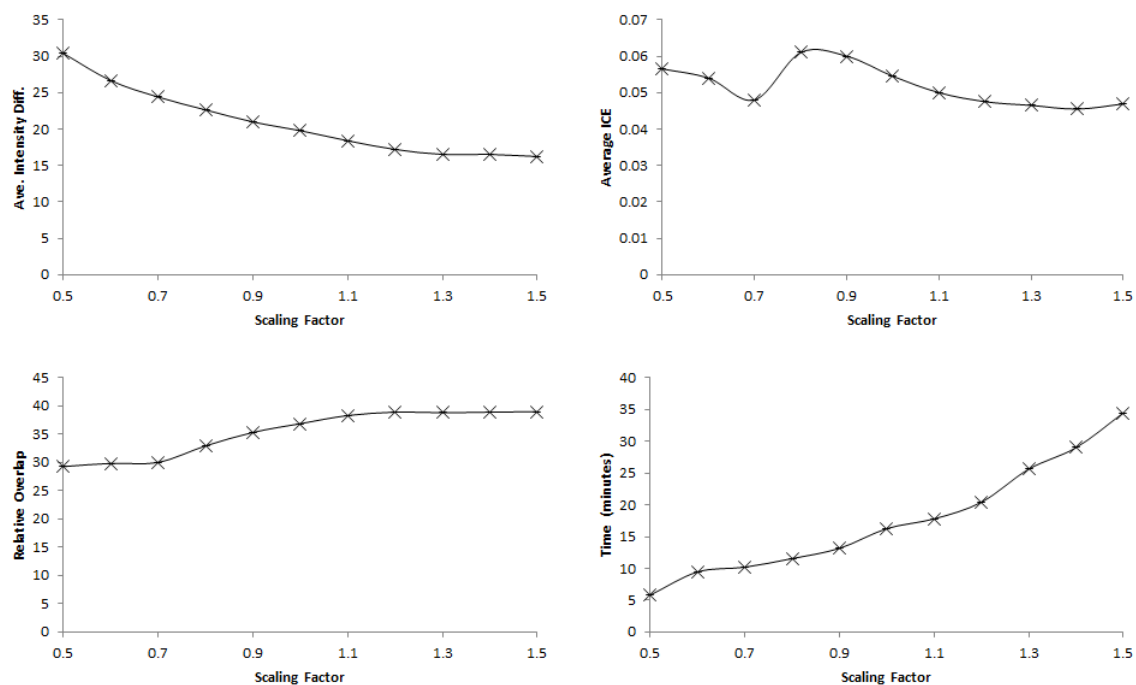 Ave. Intensity Diff.
35
30
25
20
15
10
5
0
0.5 0.7 0.9 1.1 1.3 1.5
Scaling Factor
Average ICE
0.07
0.06
0.05
0.04
0.03
0.02
0.01
0
0.5 0.7 0.9 1.1 1.3 1.5
Scaling Factor
Relative Overlap
45
40
35
30
25
20
15
10
5
0
0.5 0.7 0.9 1.1 1.3 1.5
Scaling Factor
Time (minutes)
40
35
30
25
20
15
10
5
0
0.5 0.7 0.9 1.1 1.3 1.5
Scaling Factor